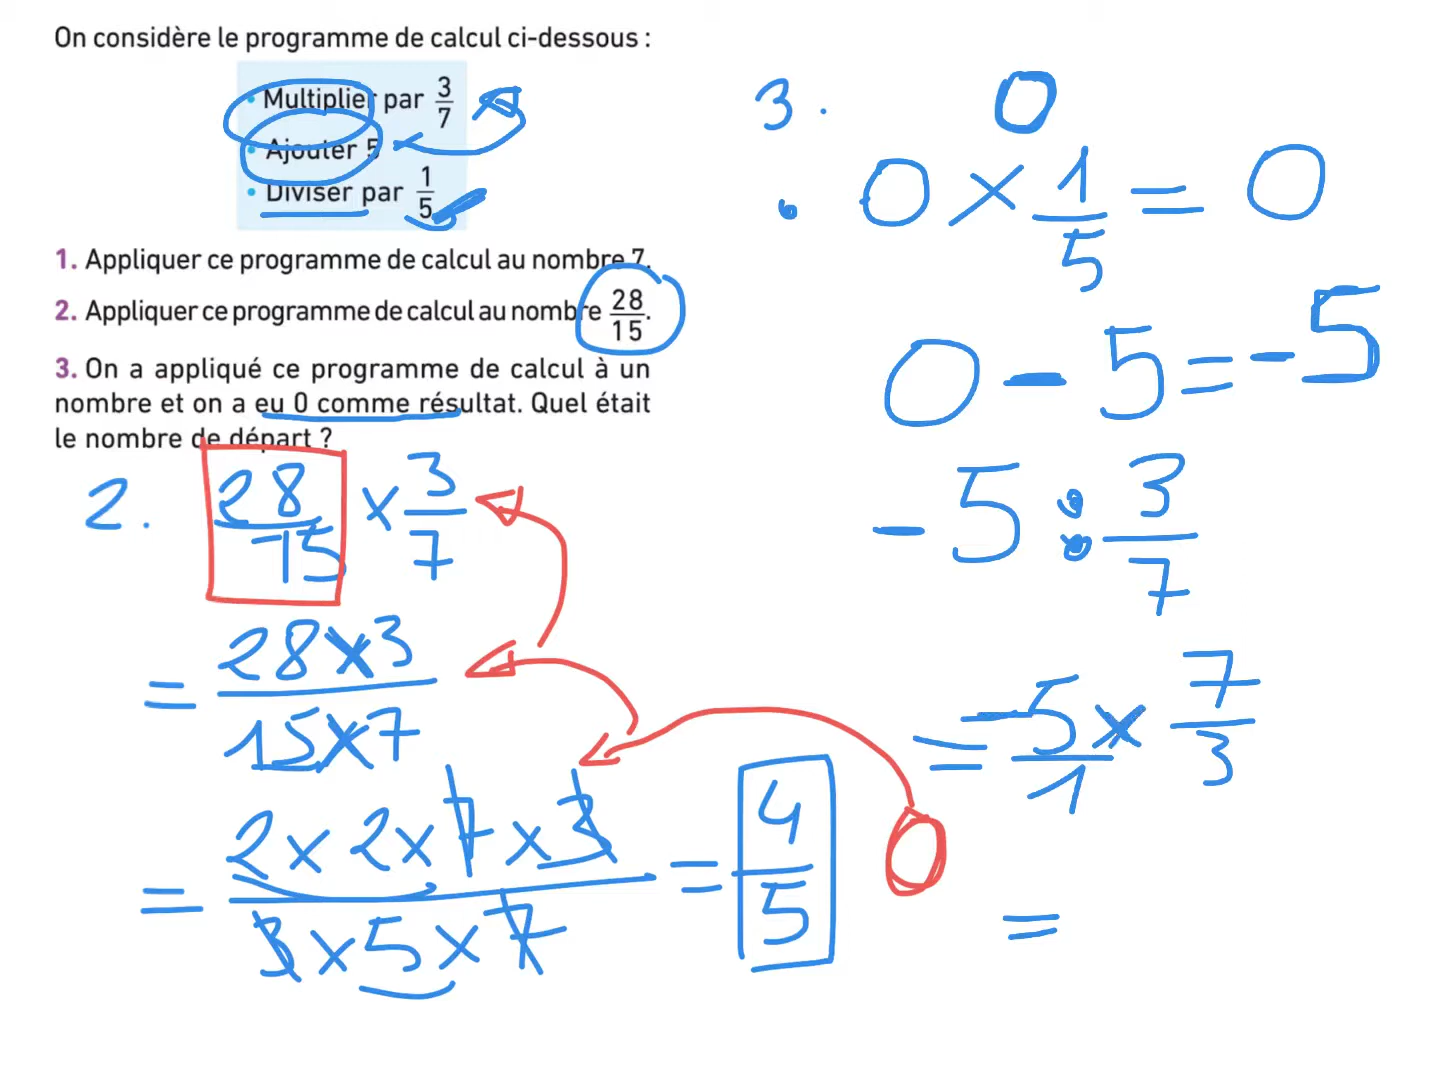 On considère le programme de calcul ci-dessous :
• Multiplier par 3/7
• Ajouter 5
• Diviser par 1/5
1. Appliquer ce programme de calcul au nombre 7.
2. Appliquer ce programme de calcul au nombre 28/15.
3. On a appliqué ce programme de calcul à un
nombre et on a eu 0 comme résultat. Quel était
le nombre de départ ?
2. 28/15 × 3/7
= 28×3/15×7
= 2×2×7×3/3×5×7 = 4/5
0
3. 0
. 0 × 1/5 = 0
0 - 5 = -5
-5 : 3/7
= -5/1 × 7/3
=